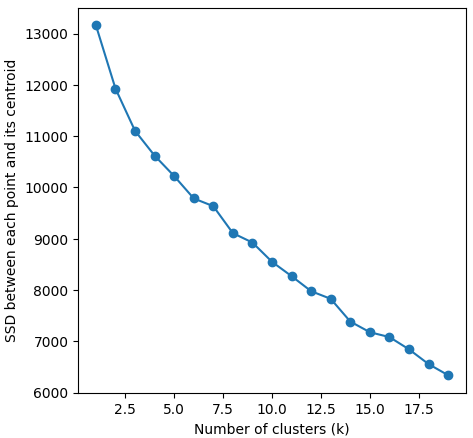 SSD between each point and its centroid
13000
12000
11000
10000
9000
8000
7000
6000
2.5 5.0 7.5 10.0 12.5 15.0 17.5
Number of clusters (k)